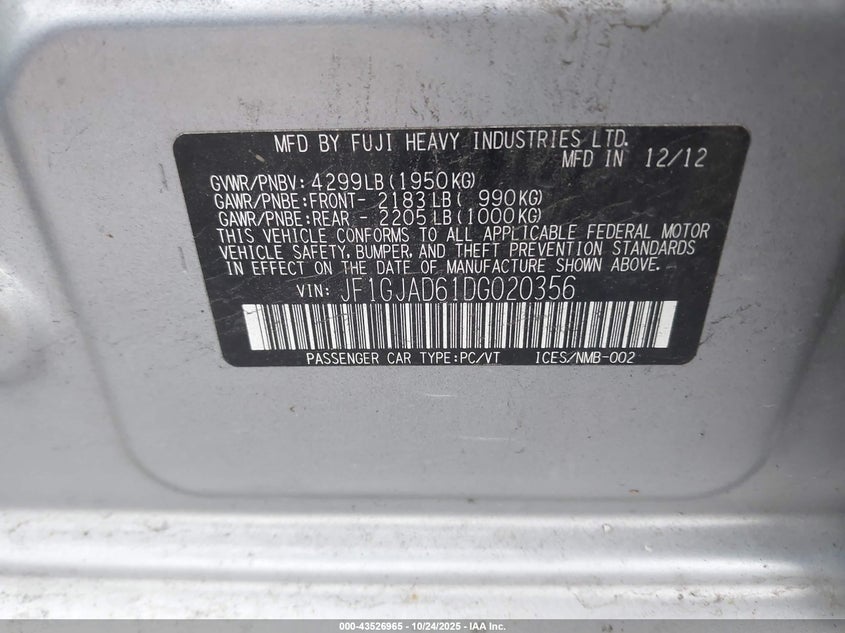 MFD BY FUJI HEAVY INDUSTRIES LTD.
MFD IN 12/12
GVWR/PNBV: 4299LB (1950KG)
GAWR/PNBE:FRONT- 2183LB ( 990KG)
GAWR/PNBE:REAR - 2205LB (1000KG)
THIS VEHICLE CONFORMS TO ALL APPLICABLE FEDERAL MOTOR
VEHICLE SAFETY, BUMPER, AND THEFT PREVENTION STANDARDS
IN EFFECT ON THE DATE OF MANUFACTURE SHOWN ABOVE.
VIN: JF1GJAD61DG020356
PASSENGER CAR TYPE:PC/VT ICES/NMB-002
000-43526965 - 10/24/2025 - IAA Inc.